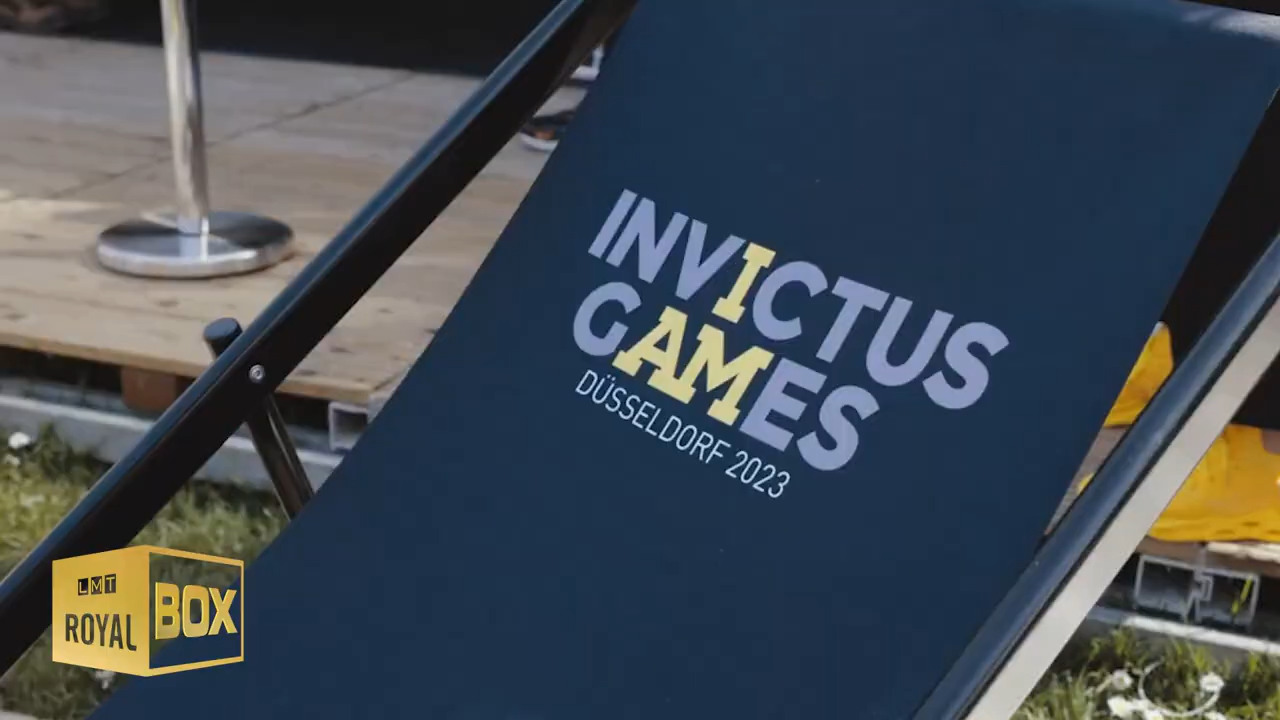 INVICTUS
GAMES
DÜSSELDORF 2023
LMT
ROYAL
BOX